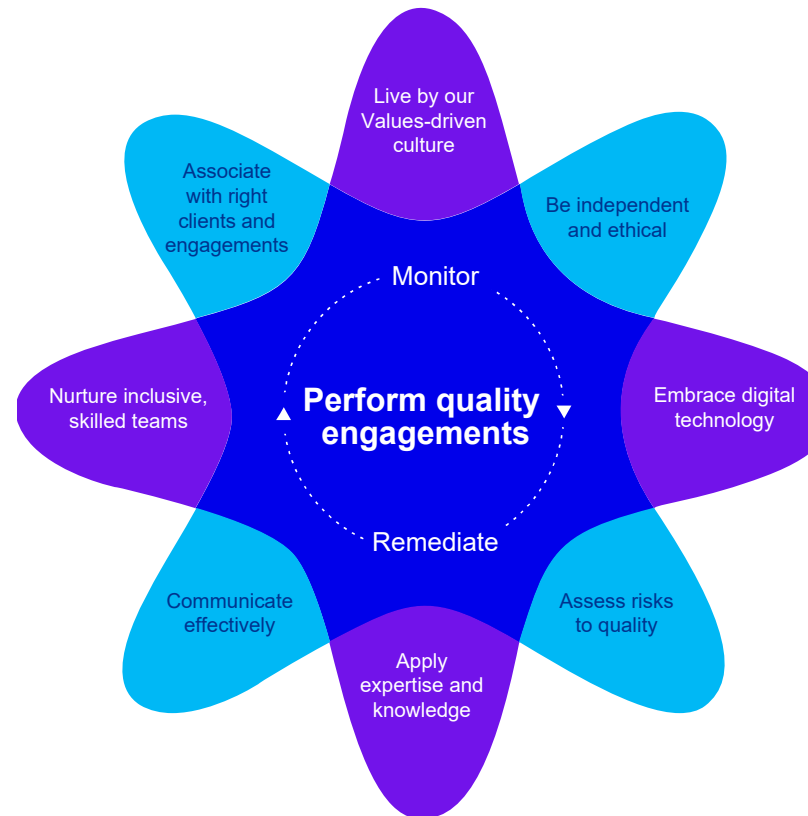 Live by our
Values-driven
culture
Associate
with right
clients and
engagements
Be independent
and ethical
Monitor
Nurture inclusive,
skilled teams
Perform quality
engagements
Embrace digital
technology
Remediate
Communicate
effectively
Assess risks
to quality
Apply
expertise and
knowledge